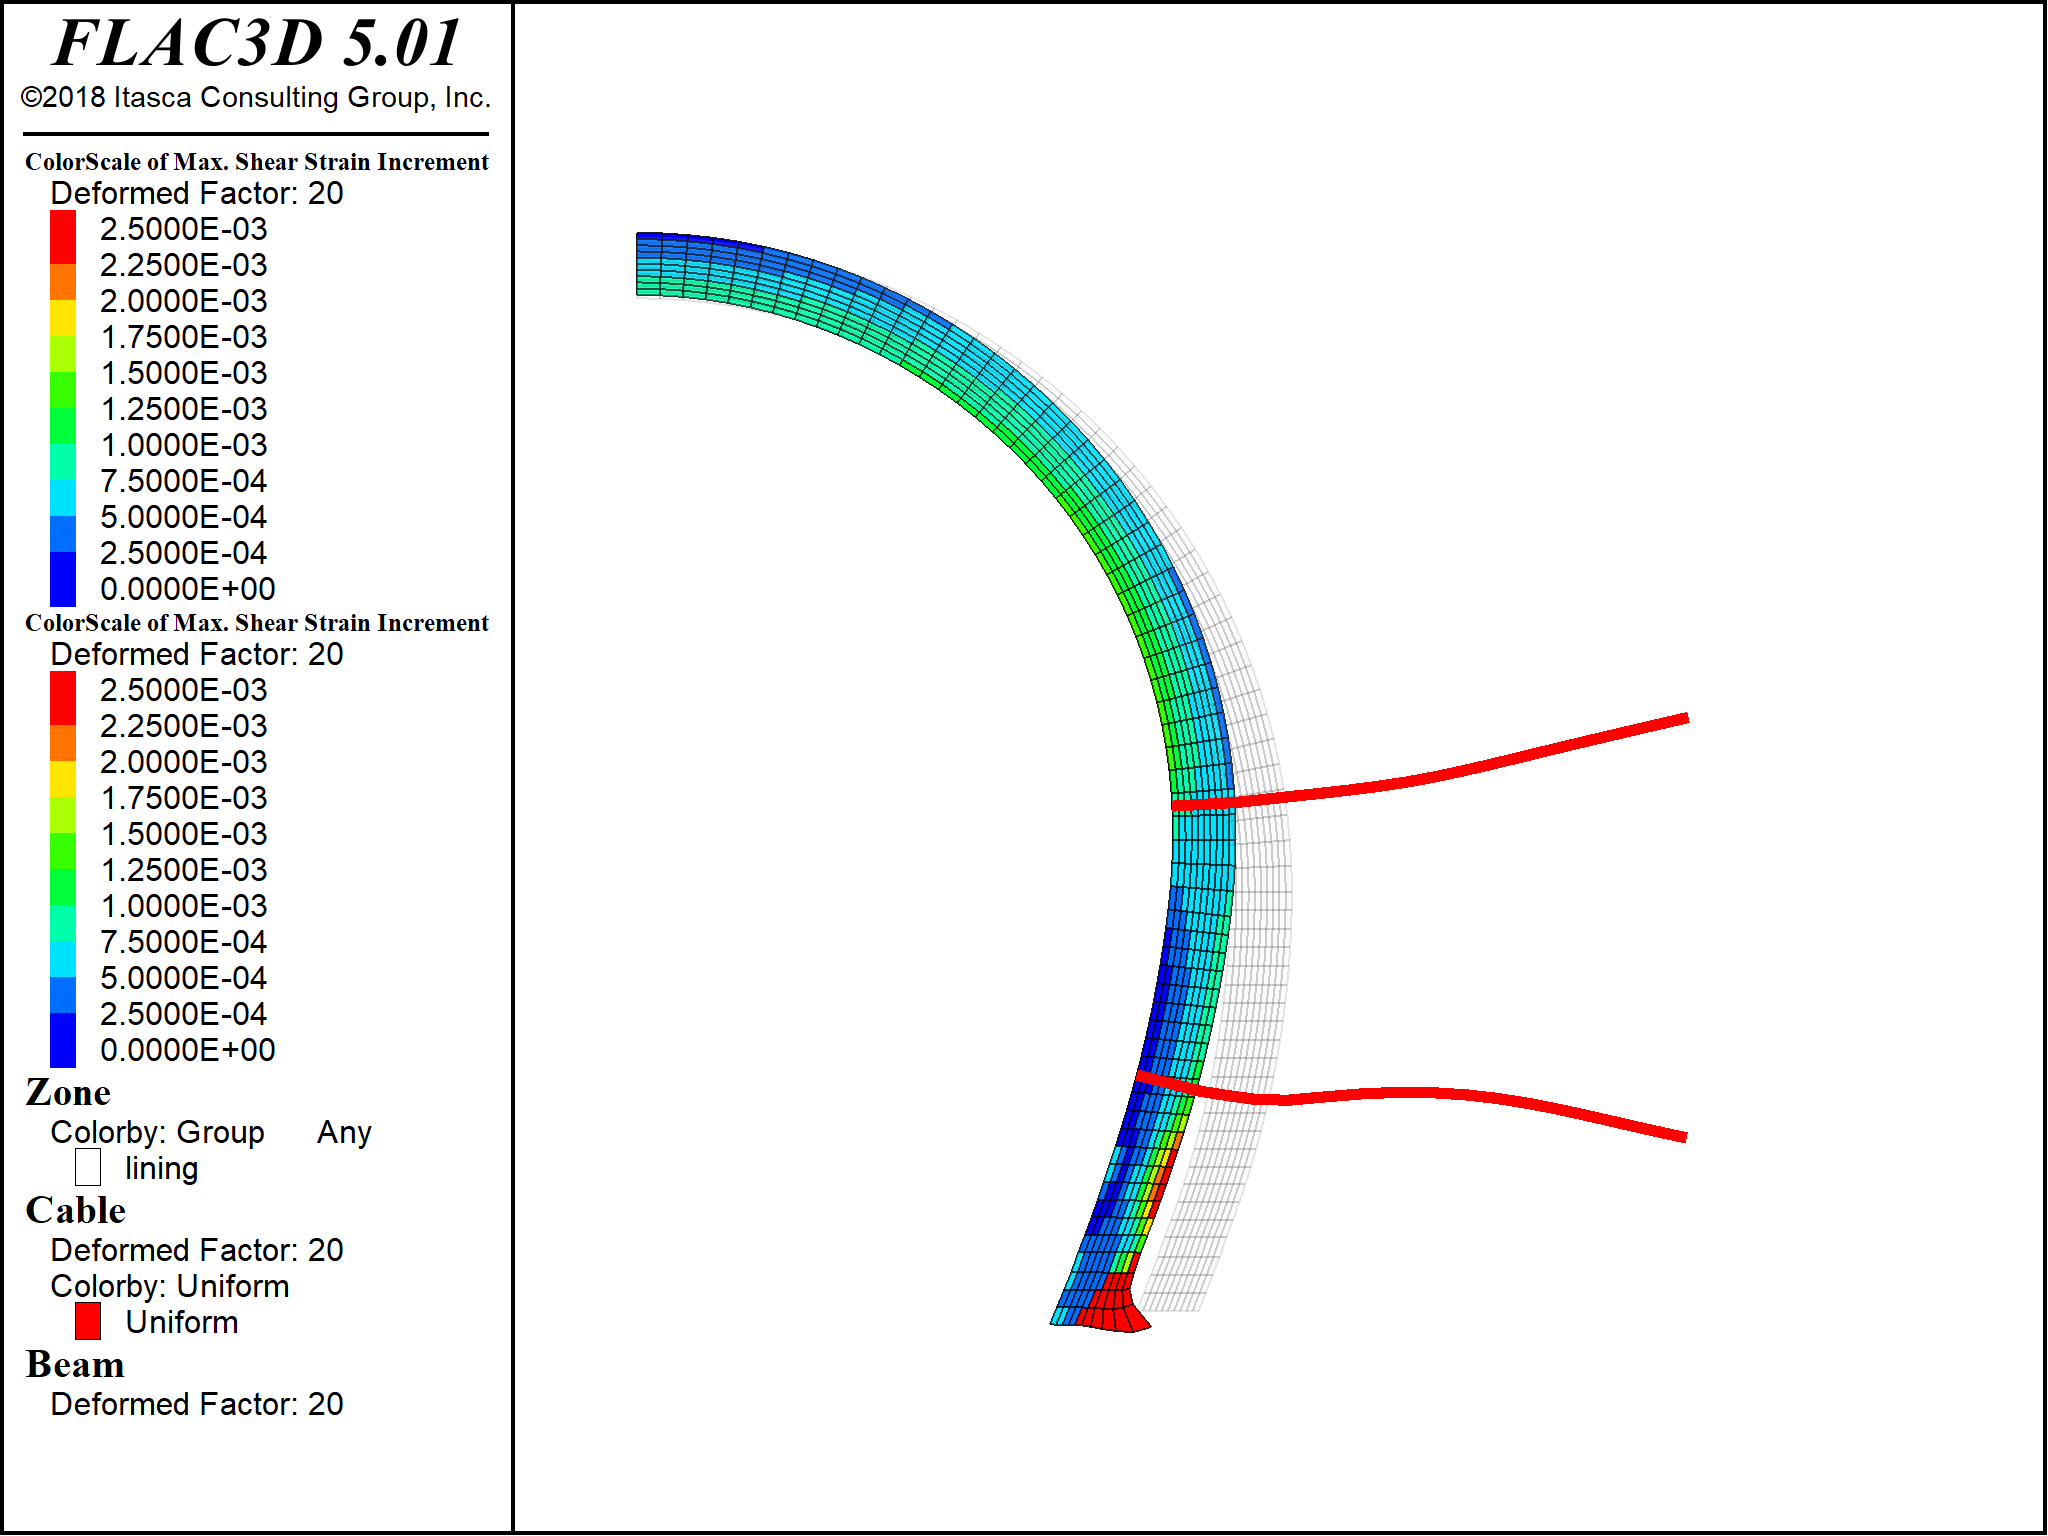 FLAC3D 5.01
©2018 Itasca Consulting Group, Inc.
ColorScale of Max. Shear Strain Increment
Deformed Factor: 20
2.5000E-03
2.2500E-03
2.0000E-03
1.7500E-03
1.5000E-03
1.2500E-03
1.0000E-03
7.5000E-04
5.0000E-04
2.5000E-04
0.0000E+00
ColorScale of Max. Shear Strain Increment
Deformed Factor: 20
2.5000E-03
2.2500E-03
2.0000E-03
1.7500E-03
1.5000E-03
1.2500E-03
1.0000E-03
7.5000E-04
5.0000E-04
2.5000E-04
0.0000E+00
Zone
Colorby: Group Any
lining
Cable
Deformed Factor: 20
Colorby: Uniform
Uniform
Beam
Deformed Factor: 20